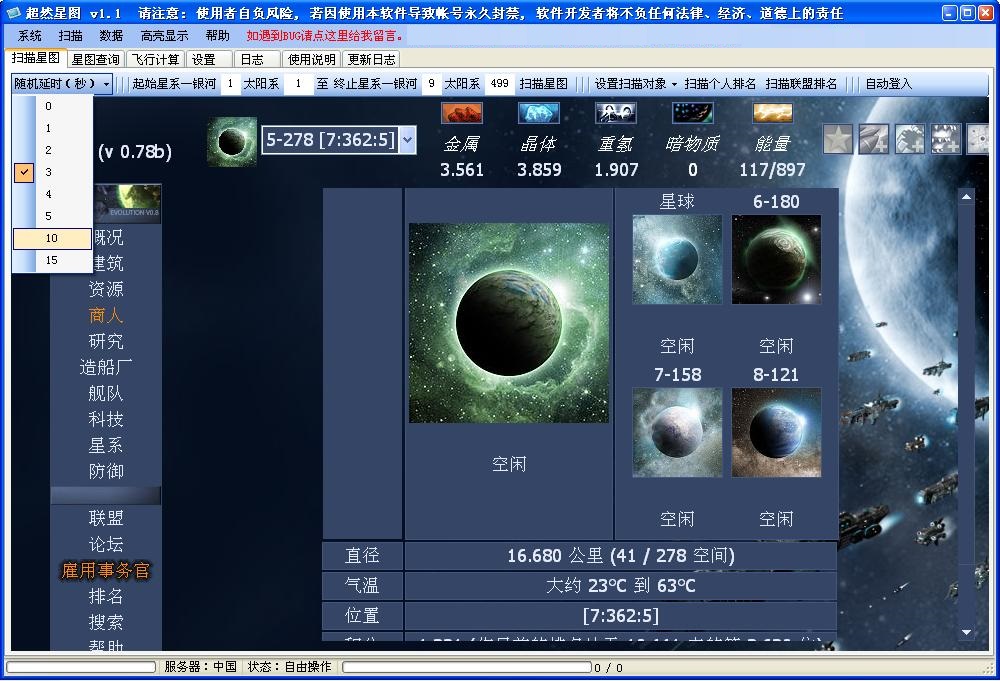 超然星图 v1.1 请注意：使用者自负风险，若因使用本软件导致帐号永久封禁，软件开发者将不负任何法律、经济、道德上的责任
系统 扫描 数据 高亮显示 帮助 如遇到BUG请点这里给我留言。
扫描星图 星图查询 飞行计算 设置 日志 使用说明 更新日志
随机延时（秒） 起始星系－银河 1 太阳系 1 至 终止星系－银河 9 太阳系 499 扫描星图 设置扫描对象 扫描个人排名 扫描联盟排名 自动登入
0
1
2
3
4
5
10
15
(v 0.78b)
5-278 [7:362:5]
金属 晶体 重氢 暗物质 能量
3.561 3.859 1.907 0 117/897
EVOLUTION V0.8
概况
建筑
资源
商人
研究
造船厂
舰队
科技
星系
防御
联盟
论坛
雇用事务官
排名
搜索
帮助
空闲
星球 6-180
空闲 空闲
7-158 8-121
空闲 空闲
直径 16.680 公里 (41 / 278 空间)
气温 大约 23°C 到 63°C
位置 [7:362:5]
服务器：中国 状态：自由操作 0 / 0